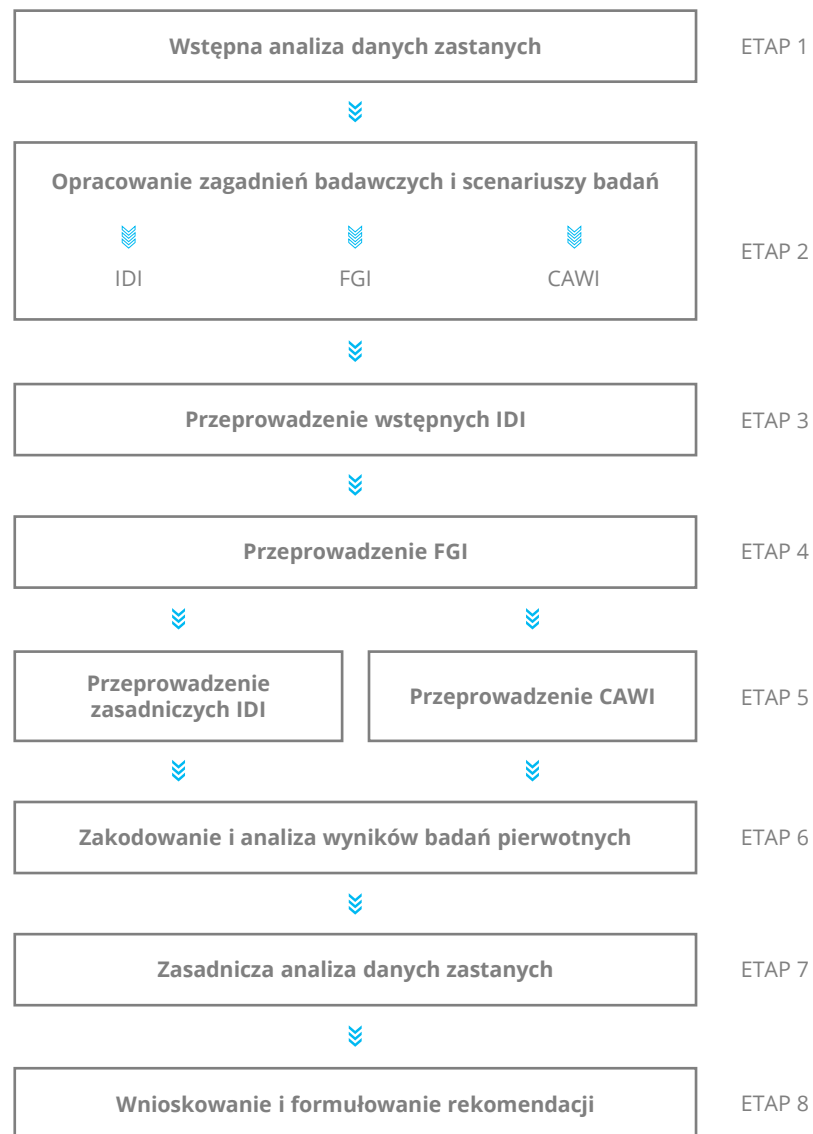 Wstępna analiza danych zastanych
ETAP 1
Opracowanie zagadnień badawczych i scenariuszy badań
IDI
FGI
CAWI
ETAP 2
Przeprowadzenie wstępnych IDI
ETAP 3
Przeprowadzenie FGI
ETAP 4
Przeprowadzenie
zasadniczych IDI
Przeprowadzenie CAWI
ETAP 5
Zakodowanie i analiza wyników badań pierwotnych
ETAP 6
Zasadnicza analiza danych zastanych
ETAP 7
Wnioskowanie i formułowanie rekomendacji
ETAP 8